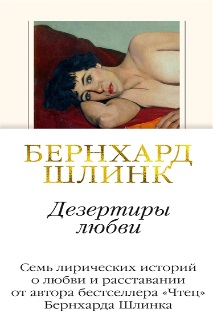 БЕРНХАРД
ШЛИНК
Дезертиры
любви
Семь лирических историй
о любви и расставании
от автора бестселлера «Чтец»
Бернхарда Шлинка